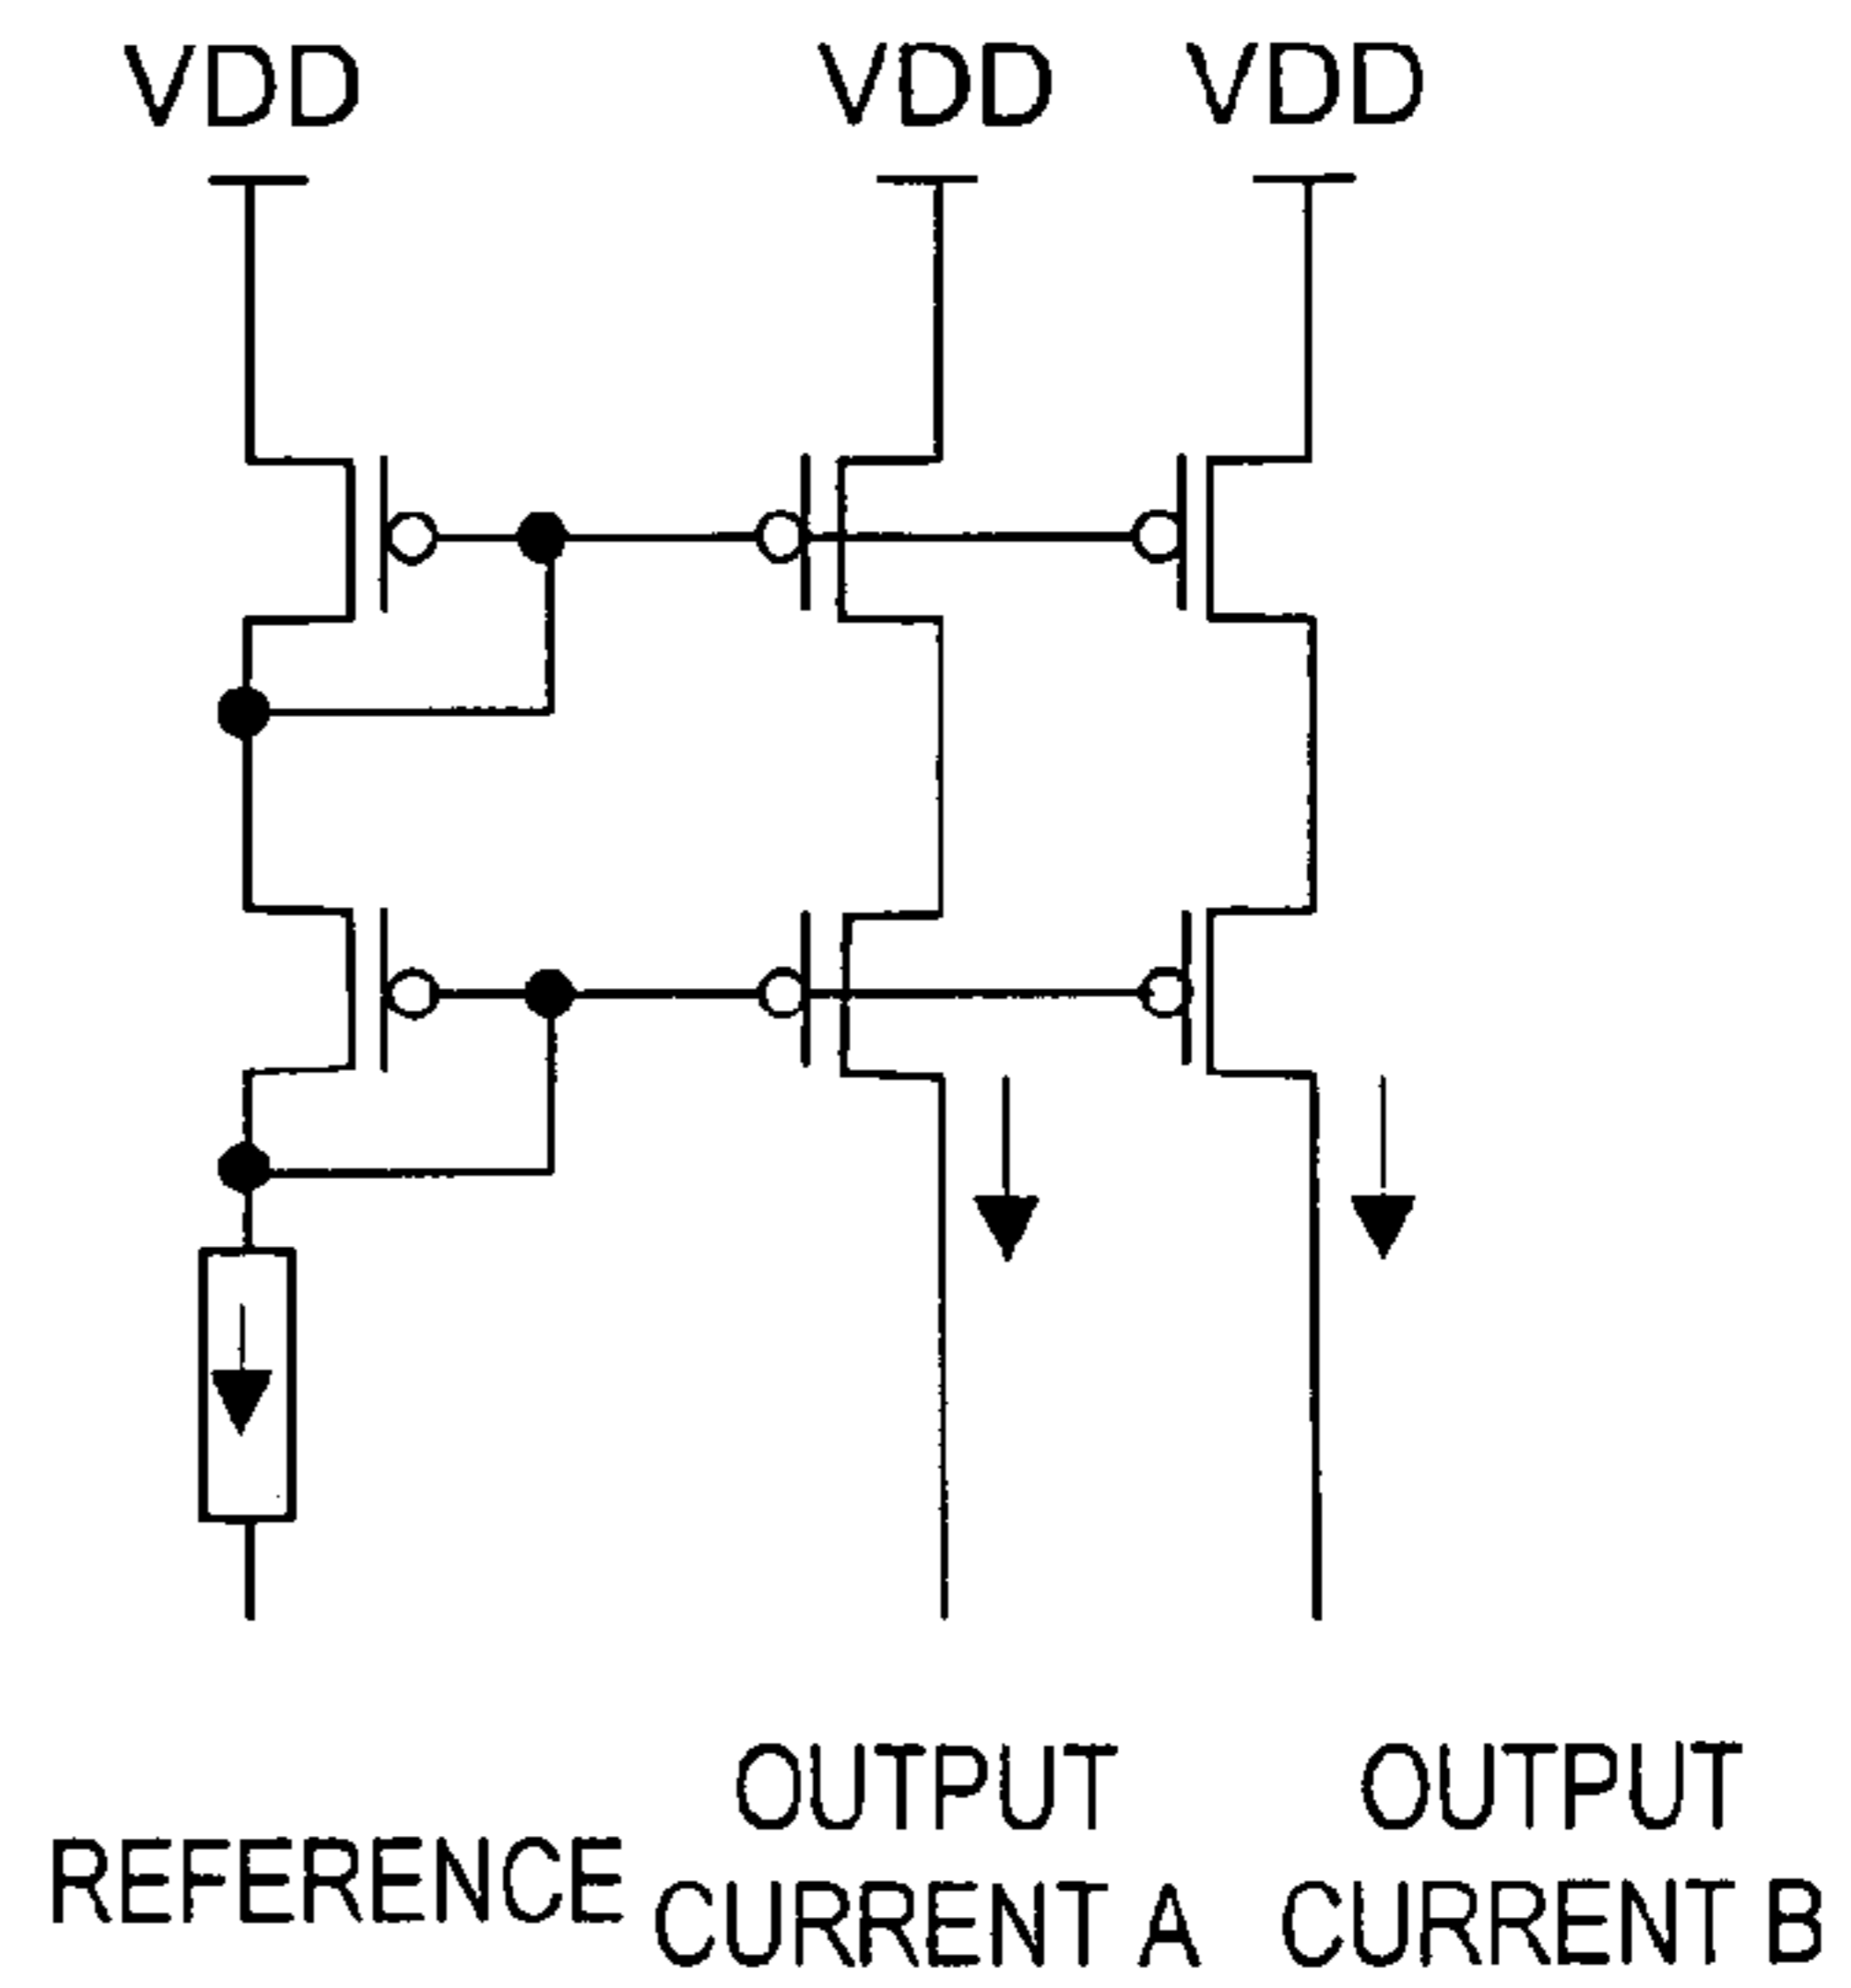 VDD
VDD
VDD
REFERENCE
OUTPUT
CURRENT A
OUTPUT
CURRENT B